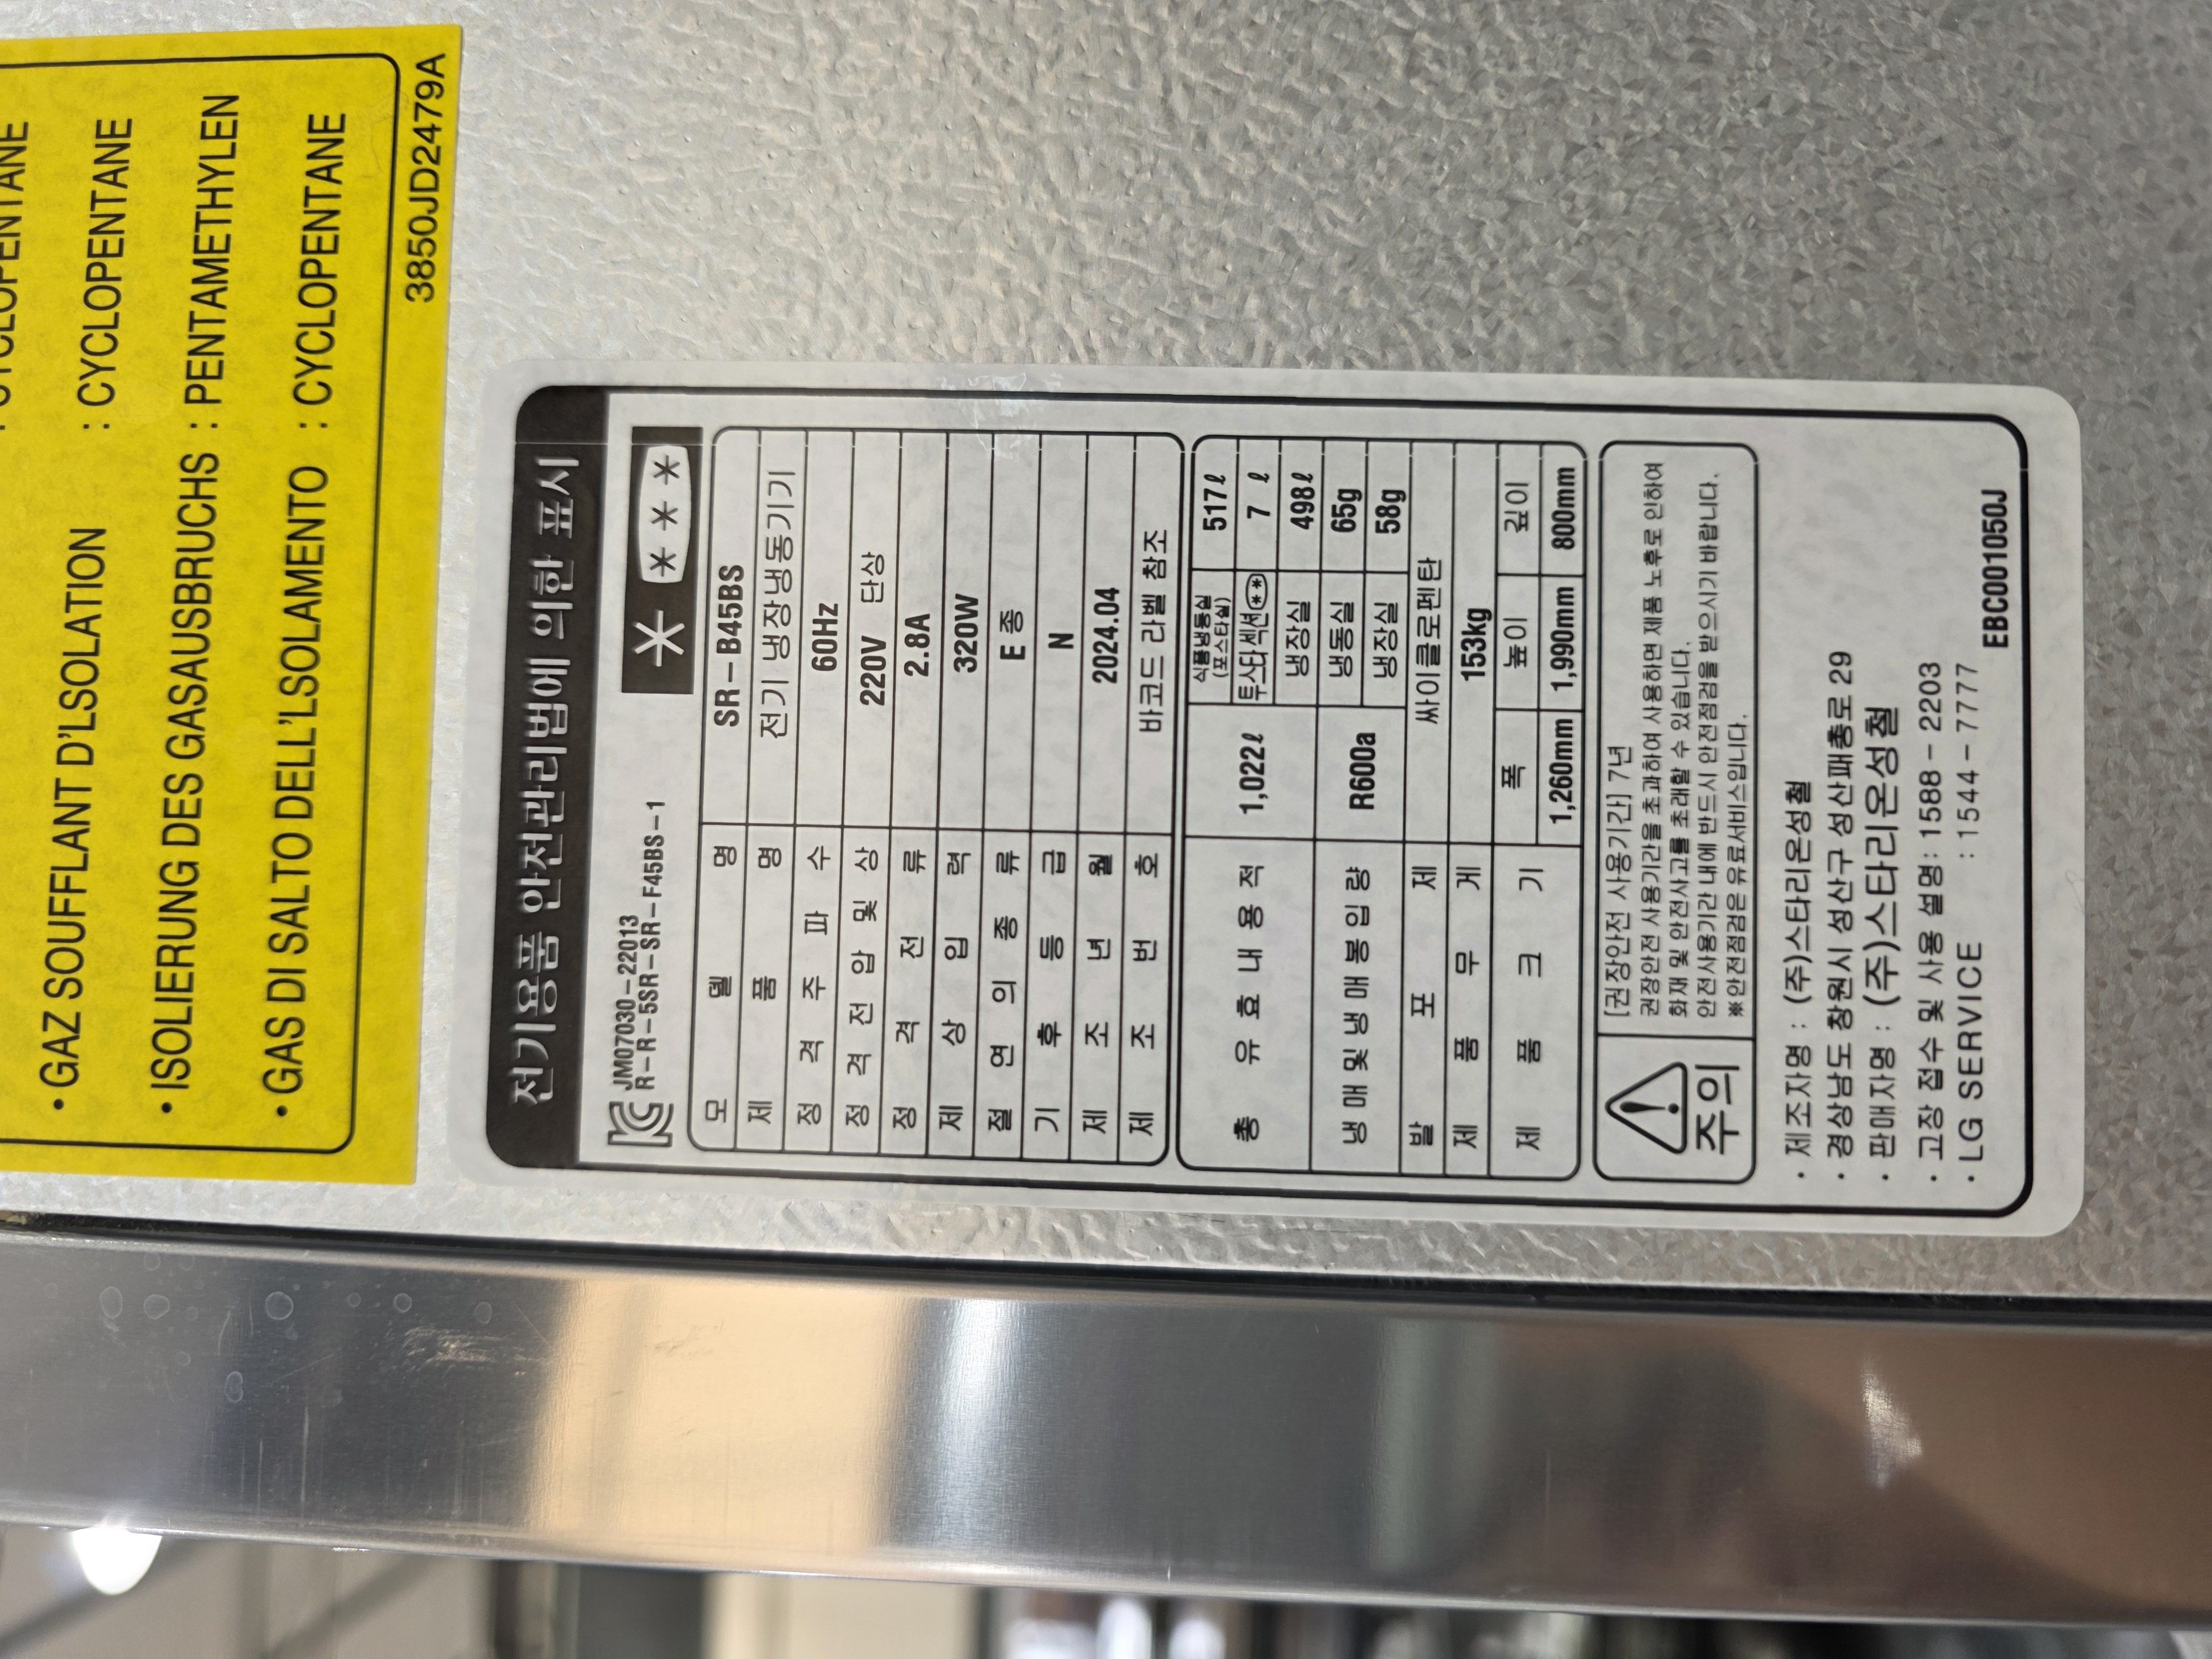 CYCLOPENTANE
• GAZ SOUFFLANT D'LSOLATION : CYCLOPENTANE
• ISOLIERUNG DES GASAUSBRUCHS : PENTAMETHYLEN
• GAS DI SALTO DELL'LSOLAMENTO : CYCLOPENTANE
3850JD2479A
전기용품 안전관리법에 의한 표시
JM07030-22013
R-R-5SR-SR-F45BS-1
모 델 명 SR-B45BS
제 품 명 전기 냉장냉동기기
정 격 주 파 수 60Hz
정 격 전 압 및 상 220V 단상
정 격 전 류 2.8A
제 상 입 력 320W
절 연 의 종 류 E 종
기 후 등 급 N
제 조 년 월 2024.04
제 조 번 호 바코드 라벨 참조
총 유 효 내 용 적 1,022ℓ
식품냉동실 (포스타실) 517ℓ
투스타 섹션 7 ℓ
냉장실 498ℓ
냉 매 및 냉 매 봉 입 량 R600a
냉동실 65g
냉장실 58g
발 포 제 싸이클로펜탄
제 품 무 게 153kg
제 품 크 기 폭 높이 깊이
1,260mm 1,990mm 800mm
주의
[권장안전 사용기간] 7년
권장안전 사용기간을 초과하여 사용하면 제품 노후로 인하여
화재 및 안전사고를 초래할 수 있습니다.
안전사용기간 내에 반드시 안전점검을 받으시기 바랍니다.
※안전점검은 유료서비스입니다.
· 제조자명 : (주)스타리온성철
· 경상남도 창원시 성산구 성산패총로 29
· 판매자명 : (주)스타리온성철
· 고장 접수 및 사용 설명: 1588-2203
· LG SERVICE : 1544-7777
EBC001050J